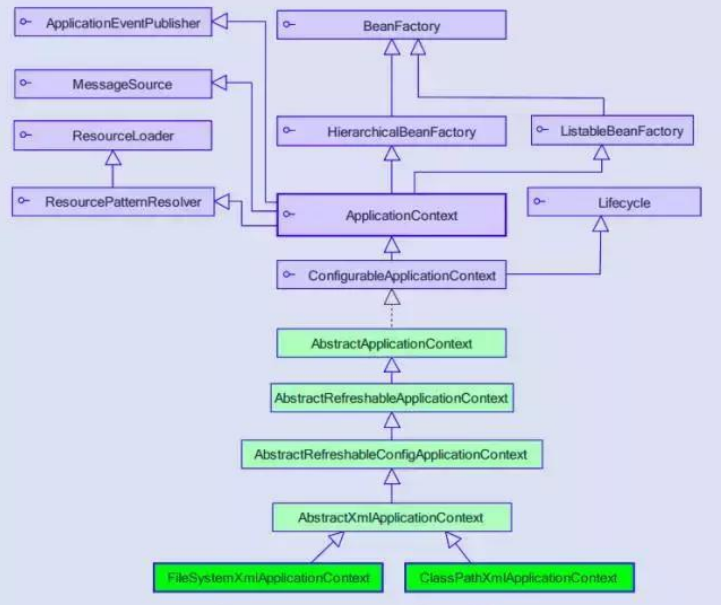 ApplicationEventPublisher
BeanFactory
MessageSource
ResourceLoader
HierarchicalBeanFactory
ListableBeanFactory
ResourcePatternResolver
ApplicationContext
Lifecycle
ConfigurableApplicationContext
AbstractApplicationContext
AbstractRefreshableApplicationContext
AbstractRefreshableConfigApplicationContext
AbstractXmlApplicationContext
FileSystemXmlApplicationContext
ClassPathXmlApplicationContext